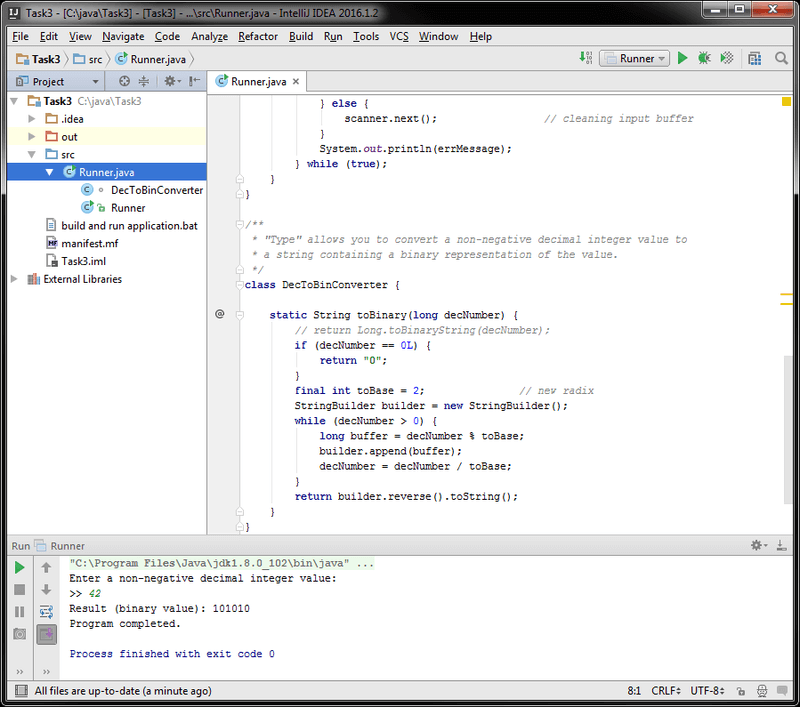 Task3 - [C:\java\Task3] - [Task3] - ...\src\Runner.java - IntelliJ IDEA 2016.1.2
File Edit View Navigate Code Analyze Refactor Build Run Tools VCS Window Help
Task3 src Runner.java Runner
Project
Runner.java
Task3 C:\java\Task3
.idea
out
src
Runner.java
DecToBinConverter
Runner
build and run application.bat
manifest.mf
Task3.iml
External Libraries
} else {
scanner.next(); // cleaning input buffer
}
System.out.println(errMessage);
} while (true);
}
}
/**
* "Type" allows you to convert a non-negative decimal integer value to
* a string containing a binary representation of the value.
*/
class DecToBinConverter {
@ static String toBinary(long decNumber) {
// return Long.toBinaryString(decNumber);
if (decNumber == 0L) {
return "0";
}
final int toBase = 2; // new radix
StringBuilder builder = new StringBuilder();
while (decNumber > 0) {
long buffer = decNumber % toBase;
builder.append(buffer);
decNumber = decNumber / toBase;
}
return builder.reverse().toString();
}
}
Run Runner
"C:\Program Files\Java\jdk1.8.0_102\bin\java" ...
Enter a non-negative decimal integer value:
>> 42
Result (binary value): 101010
Program completed.
Process finished with exit code 0
All files are up-to-date (a minute ago) 8:1 CRLF UTF-8